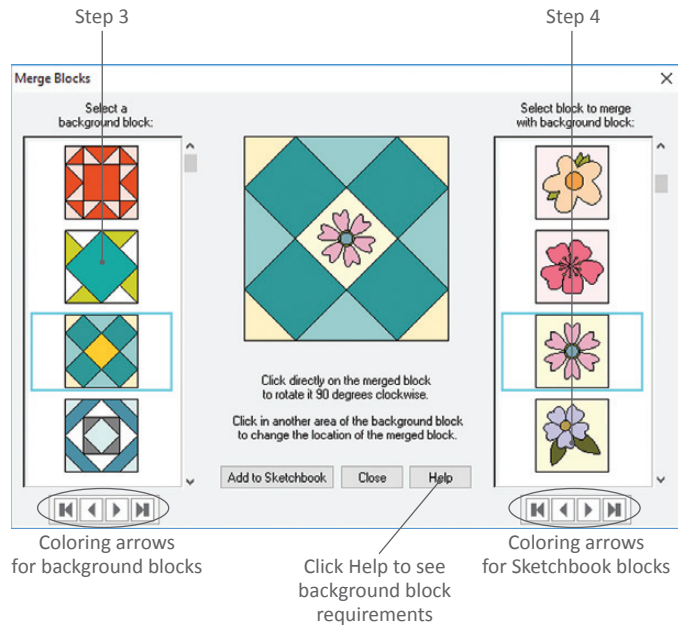 Step 3
Step 4
Merge Blocks
Select a
background block:
Select block to merge
with background block:
Click directly on the merged block
to rotate it 90 degrees clockwise.
Click in another area of the background block
to change the location of the merged block.
Add to Sketchbook
Close
Help
Coloring arrows
for background blocks
Click Help to see
background block
requirements
Coloring arrows
for Sketchbook blocks